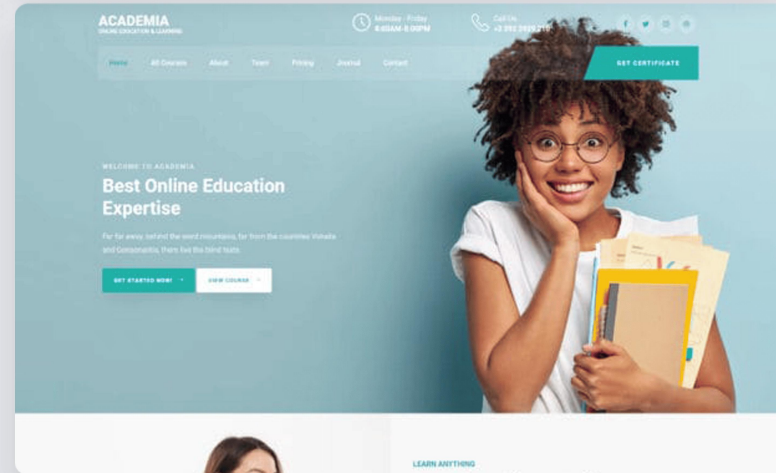 ACADEMIA
ONLINE EDUCATION & LEARNING
Monday - Friday
8:00AM-8:00PM
Call Us
Home
All Courses
About
Team
Pricing
Journal
Contact
GET CERTIFICATE
WELCOME TO ACADEMIA
Best Online Education
Expertise
Far far away, behind the word mountains, far from the countries Vokalia
and Consonantia, there live the blind texts.
GET STARTED NOW!
VIEW COURSE
LEARN ANYTHING